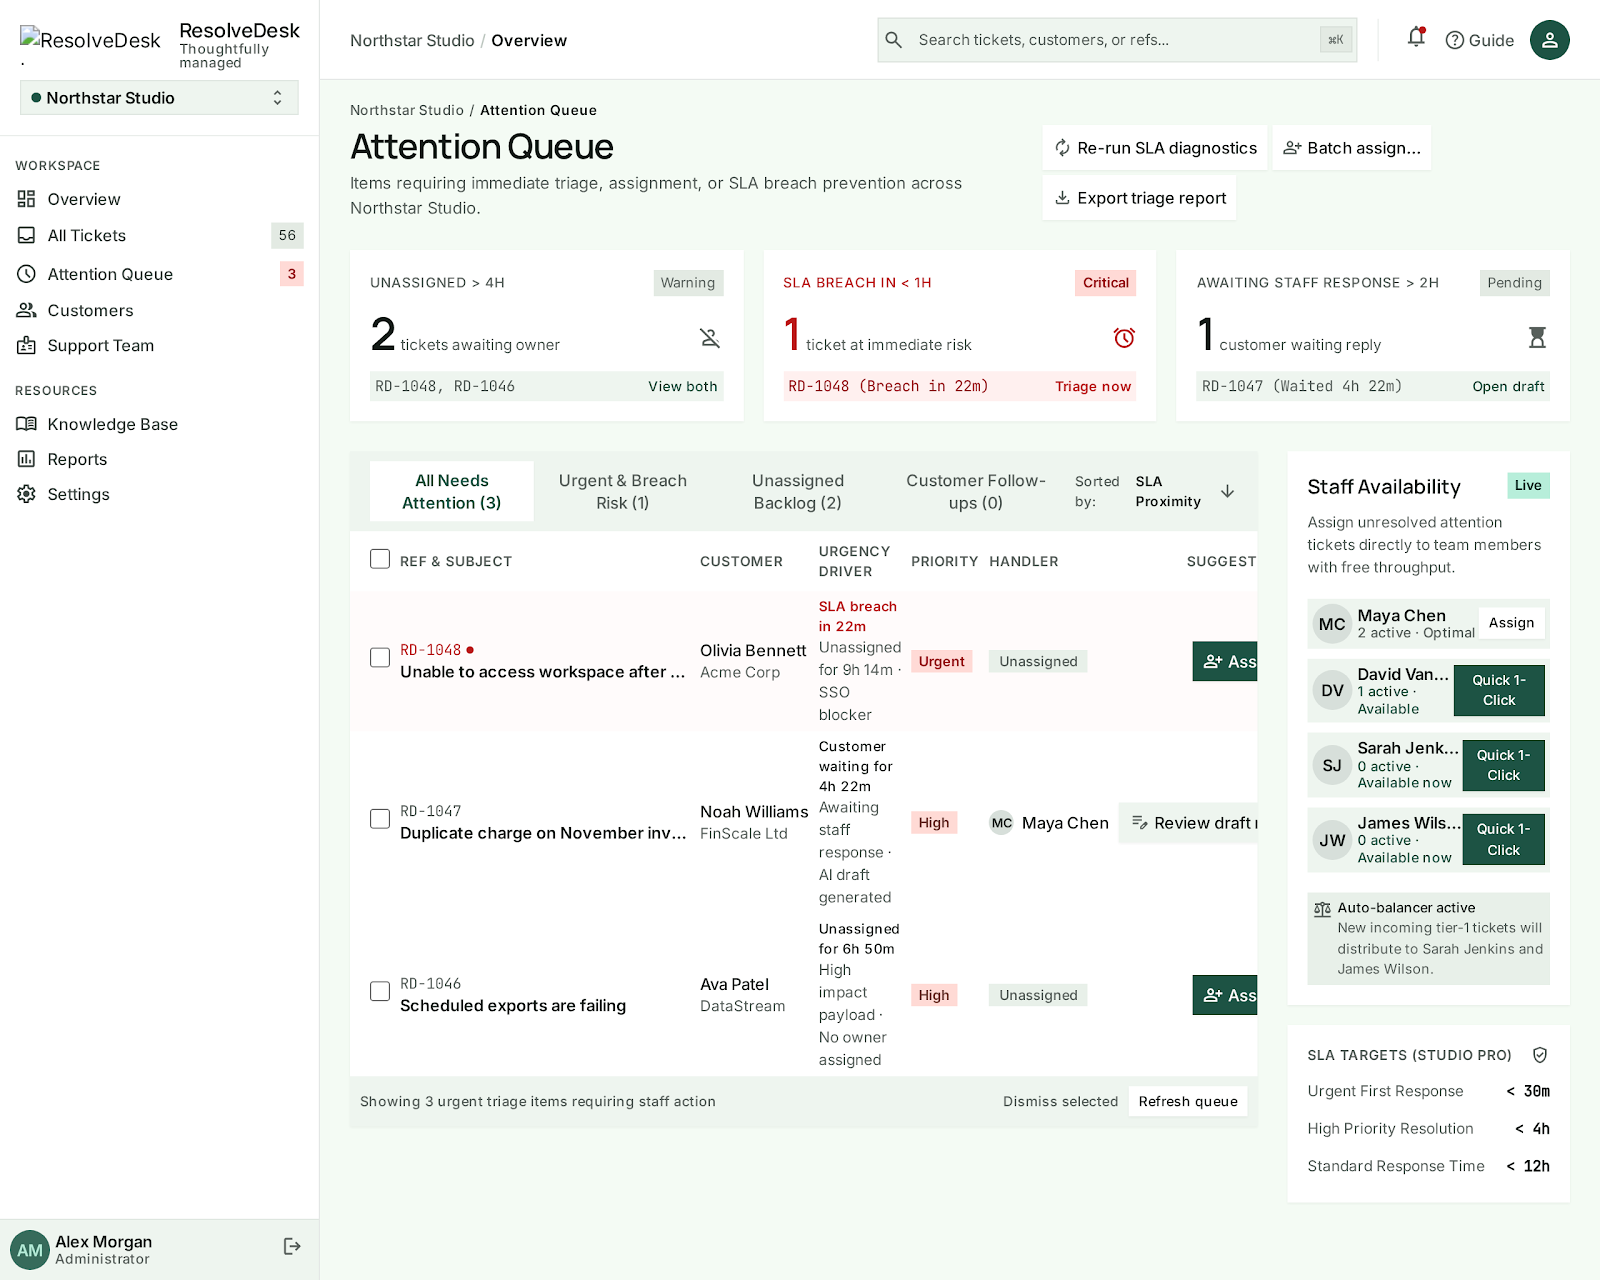 ResolveDesk
ResolveDesk
Thoughtfully
managed
Northstar Studio
WORKSPACE
Overview
All Tickets 56
Attention Queue 3
Customers
Support Team
RESOURCES
Knowledge Base
Reports
Settings
AM
Alex Morgan
Administrator
Northstar Studio / Overview
Search tickets, customers, or refs...
⌘K
Guide
Northstar Studio / Attention Queue
Attention Queue
Items requiring immediate triage, assignment, or SLA breach prevention across
Northstar Studio.
Re-run SLA diagnostics
Batch assign...
Export triage report
UNASSIGNED > 4H
Warning
2 tickets awaiting owner
RD-1048, RD-1046
View both
SLA BREACH IN < 1H
Critical
1 ticket at immediate risk
RD-1048 (Breach in 22m)
Triage now
AWAITING STAFF RESPONSE > 2H
Pending
1 customer waiting reply
RD-1047 (Waited 4h 22m)
Open draft
All Needs
Attention (3)
Urgent & Breach
Risk (1)
Unassigned
Backlog (2)
Customer Follow-
ups (0)
Sorted
by:
SLA
Proximity
REF & SUBJECT
CUSTOMER
URGENCY
DRIVER
PRIORITY
HANDLER
SUGGEST
RD-1048
Unable to access workspace after ...
Olivia Bennett
Acme Corp
SLA breach
in 22m
Unassigned
for 9h 14m ·
SSO
blocker
Urgent
Unassigned
Ass
RD-1047
Duplicate charge on November inv...
Noah Williams
FinScale Ltd
Customer
waiting for
4h 22m
Awaiting
staff
response ·
AI draft
generated
High
MC Maya Chen
Review draft r
RD-1046
Scheduled exports are failing
Ava Patel
DataStream
Unassigned
for 6h 50m
High
impact
payload ·
No owner
assigned
High
Unassigned
Ass
Showing 3 urgent triage items requiring staff action
Dismiss selected
Refresh queue
Staff Availability
Live
Assign unresolved attention
tickets directly to team members
with free throughput.
MC
Maya Chen
2 active · Optimal
Assign
DV
David Van...
1 active ·
Available
Quick 1-
Click
SJ
Sarah Jenk...
0 active ·
Available now
Quick 1-
Click
JW
James Wils...
0 active ·
Available now
Quick 1-
Click
Auto-balancer active
New incoming tier-1 tickets will
distribute to Sarah Jenkins and
James Wilson.
SLA TARGETS (STUDIO PRO)
Urgent First Response < 30m
High Priority Resolution < 4h
Standard Response Time < 12h